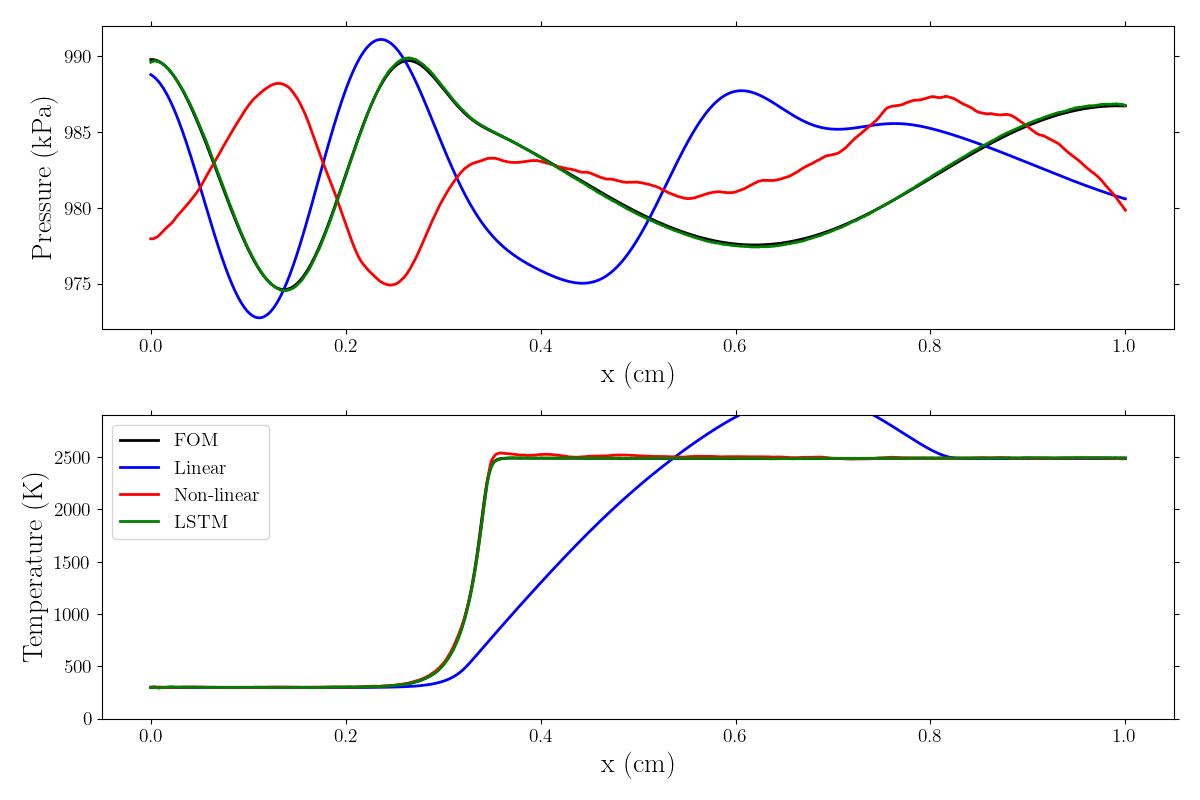 990
985
980
975
Pressure (kPa)
0.0 0.2 0.4 0.6 0.8 1.0
x (cm)
FOM
Linear
Non-linear
LSTM
2500
2000
1500
1000
500
0
Temperature (K)
0.0 0.2 0.4 0.6 0.8 1.0
x (cm)